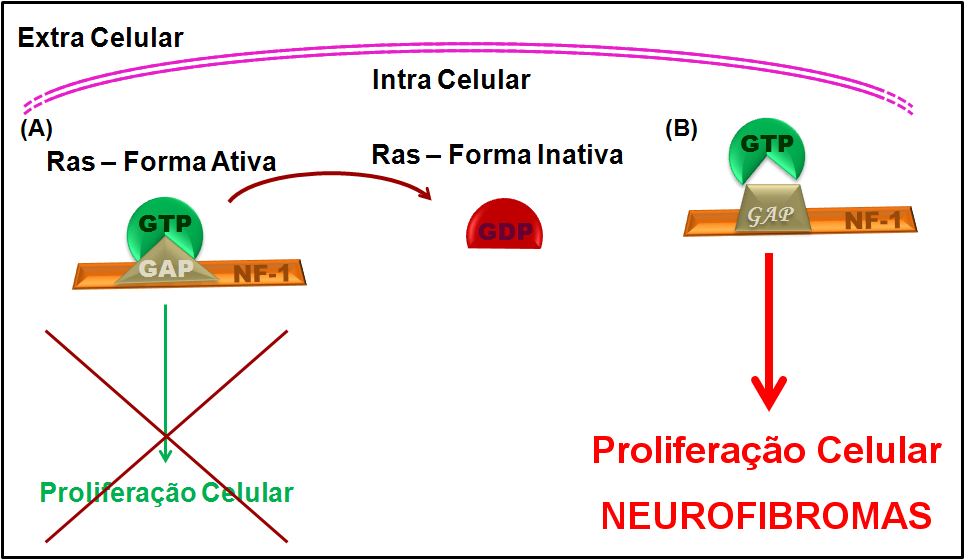 Extra Celular
Intra Celular
(A)
Ras – Forma Ativa
Ras – Forma Inativa
(B)
GTP
GAP
NF-1
GDP
GTP
GAP
NF-1
Proliferação Celular
Proliferação Celular
NEUROFIBROMAS